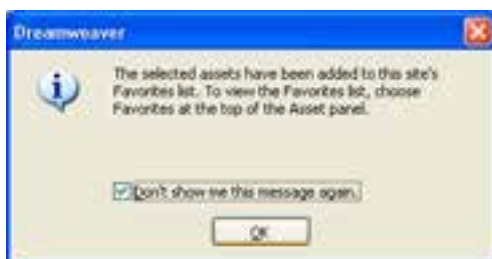 Dreamweaver
The selected assets have been added to this site's
Favorites list. To view the Favorites list, choose
Favorites at the top of the Asset panel.
Don't show me this message again.
OK